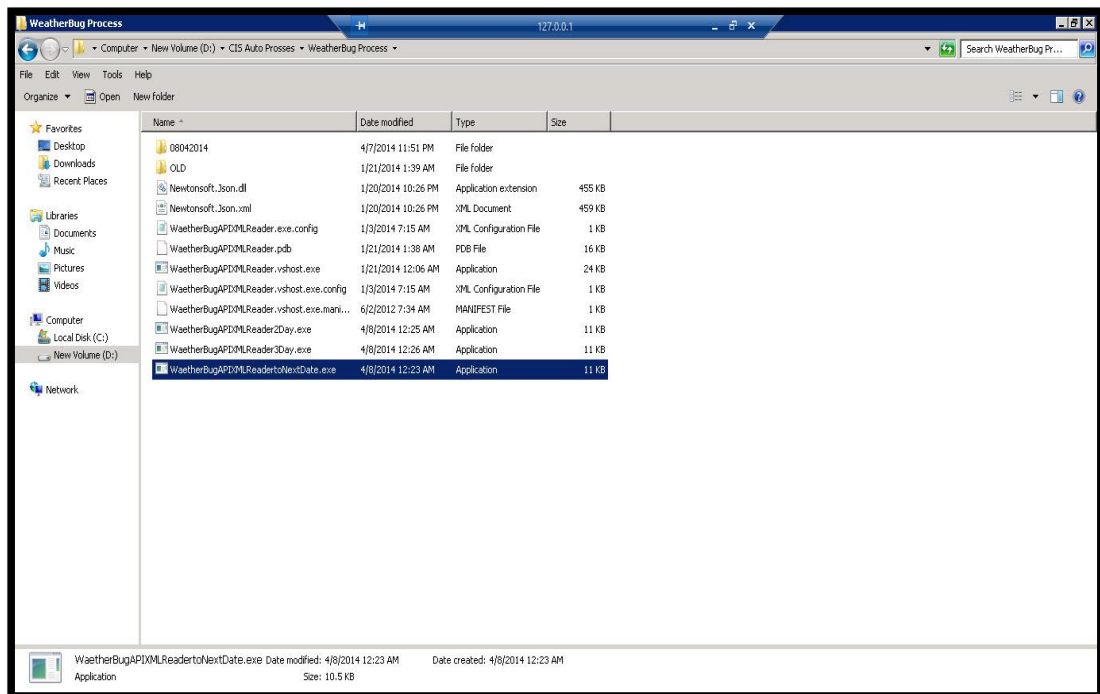 WeatherBug Process
127.0.0.1
Computer New Volume (D:) CIS Auto Prosses WeatherBug Process
Search WeatherBug Pr...
File Edit View Tools Help
Organize Open New folder
Favorites
Desktop
Downloads
Recent Places
Libraries
Documents
Music
Pictures
Videos
Computer
Local Disk (C:)
New Volume (D:)
Network
Name Date modified Type Size
08042014 4/7/2014 11:51 PM File folder
OLD 1/21/2014 1:39 AM File folder
Newtonsoft.Json.dll 1/20/2014 10:26 PM Application extension 455 KB
Newtonsoft.Json.xml 1/20/2014 10:26 PM XML Document 459 KB
WaetherBugAPIXMLReader.exe.config 1/3/2014 7:15 AM XML Configuration File 1 KB
WaetherBugAPIXMLReader.pdb 1/21/2014 1:38 AM PDB File 16 KB
WaetherBugAPIXMLReader.vshost.exe 1/21/2014 12:06 AM Application 24 KB
WaetherBugAPIXMLReader.vshost.exe.config 1/3/2014 7:15 AM XML Configuration File 1 KB
WaetherBugAPIXMLReader.vshost.exe.mani... 6/2/2012 7:34 AM MANIFEST File 1 KB
WaetherBugAPIXMLReader2Day.exe 4/8/2014 12:25 AM Application 11 KB
WaetherBugAPIXMLReader3Day.exe 4/8/2014 12:26 AM Application 11 KB
WaetherBugAPIXMLReadertoNextDate.exe 4/8/2014 12:23 AM Application 11 KB
WaetherBugAPIXMLReadertoNextDate.exe Date modified: 4/8/2014 12:23 AM Date created: 4/8/2014 12:23 AM
Application Size: 10.5 KB